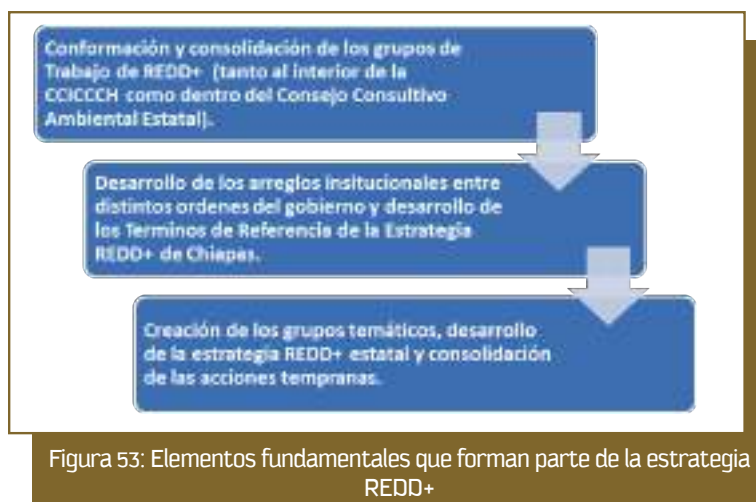 Conformación y consolidación de los grupos de
Trabajo de REDD+ (tanto al interior de la
CCICCCH como dentro del Consejo Consultivo
Ambiental Estatal).
Desarrollo de los arreglos insitucionales entre
distintos ordenes del gobierno y desarrollo de
los Terminos de Referencia de la Estrategia
REDD+ de Chiapas.
Creación de los grupos temáticos, desarrollo
de la estrategia REDD+ estatal y consolidación
de las acciones tempranas.
Figura 53: Elementos fundamentales que forman parte de la estrategia
REDD+